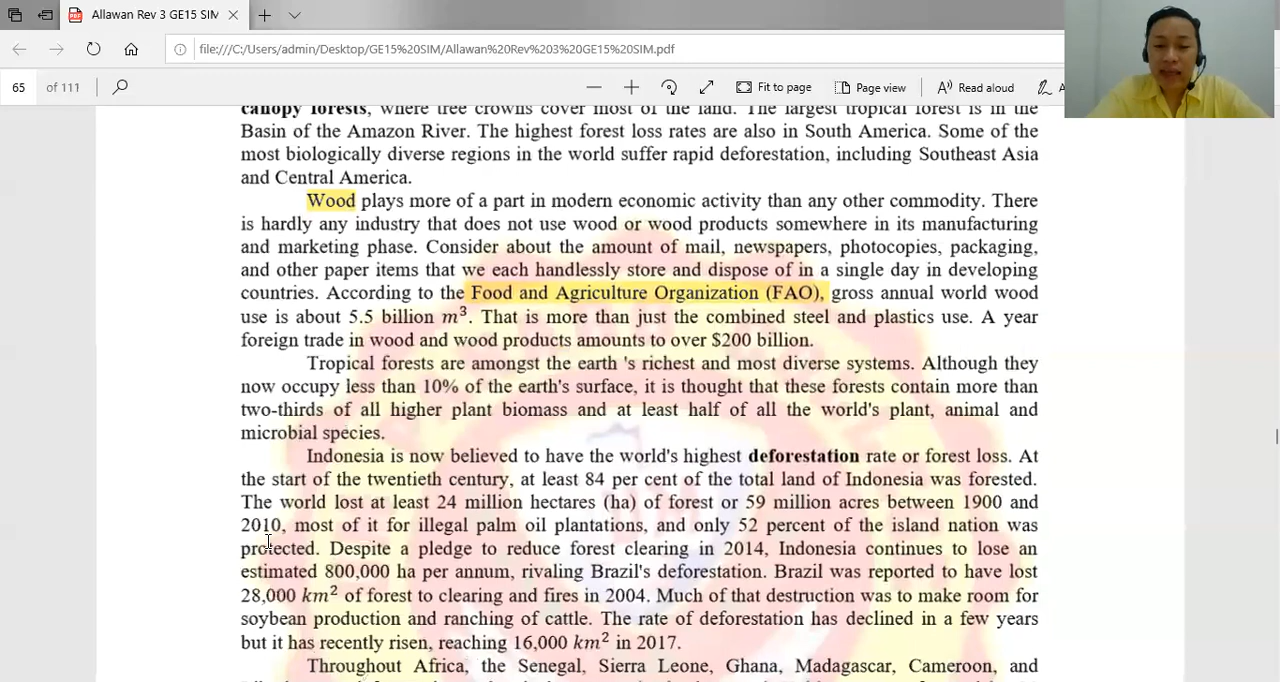 Allawan Rev 3 GE15 SIM
file:///C:/Users/admin/Desktop/GE15%20SIM/Allawan%20Rev%203%20GE15%20SIM.pdf
65 of 111 Fit to page Page view Read aloud
canopy forests, where tree crowns cover most of the land. The largest tropical forest is in the
Basin of the Amazon River. The highest forest loss rates are also in South America. Some of the
most biologically diverse regions in the world suffer rapid deforestation, including Southeast Asia
and Central America.
Wood plays more of a part in modern economic activity than any other commodity. There
is hardly any industry that does not use wood or wood products somewhere in its manufacturing
and marketing phase. Consider about the amount of mail, newspapers, photocopies, packaging,
and other paper items that we each handlessly store and dispose of in a single day in developing
countries. According to the Food and Agriculture Organization (FAO), gross annual world wood
use is about 5.5 billion m³. That is more than just the combined steel and plastics use. A year
foreign trade in wood and wood products amounts to over $200 billion.
Tropical forests are amongst the earth 's richest and most diverse systems. Although they
now occupy less than 10% of the earth's surface, it is thought that these forests contain more than
two-thirds of all higher plant biomass and at least half of all the world's plant, animal and
microbial species.
Indonesia is now believed to have the world's highest deforestation rate or forest loss. At
the start of the twentieth century, at least 84 per cent of the total land of Indonesia was forested.
The world lost at least 24 million hectares (ha) of forest or 59 million acres between 1900 and
2010, most of it for illegal palm oil plantations, and only 52 percent of the island nation was
protected. Despite a pledge to reduce forest clearing in 2014, Indonesia continues to lose an
estimated 800,000 ha per annum, rivaling Brazil's deforestation. Brazil was reported to have lost
28,000 km² of forest to clearing and fires in 2004. Much of that destruction was to make room for
soybean production and ranching of cattle. The rate of deforestation has declined in a few years
but it has recently risen, reaching 16,000 km² in 2017.
Throughout Africa, the Senegal, Sierra Leone, Ghana, Madagascar, Cameroon, and